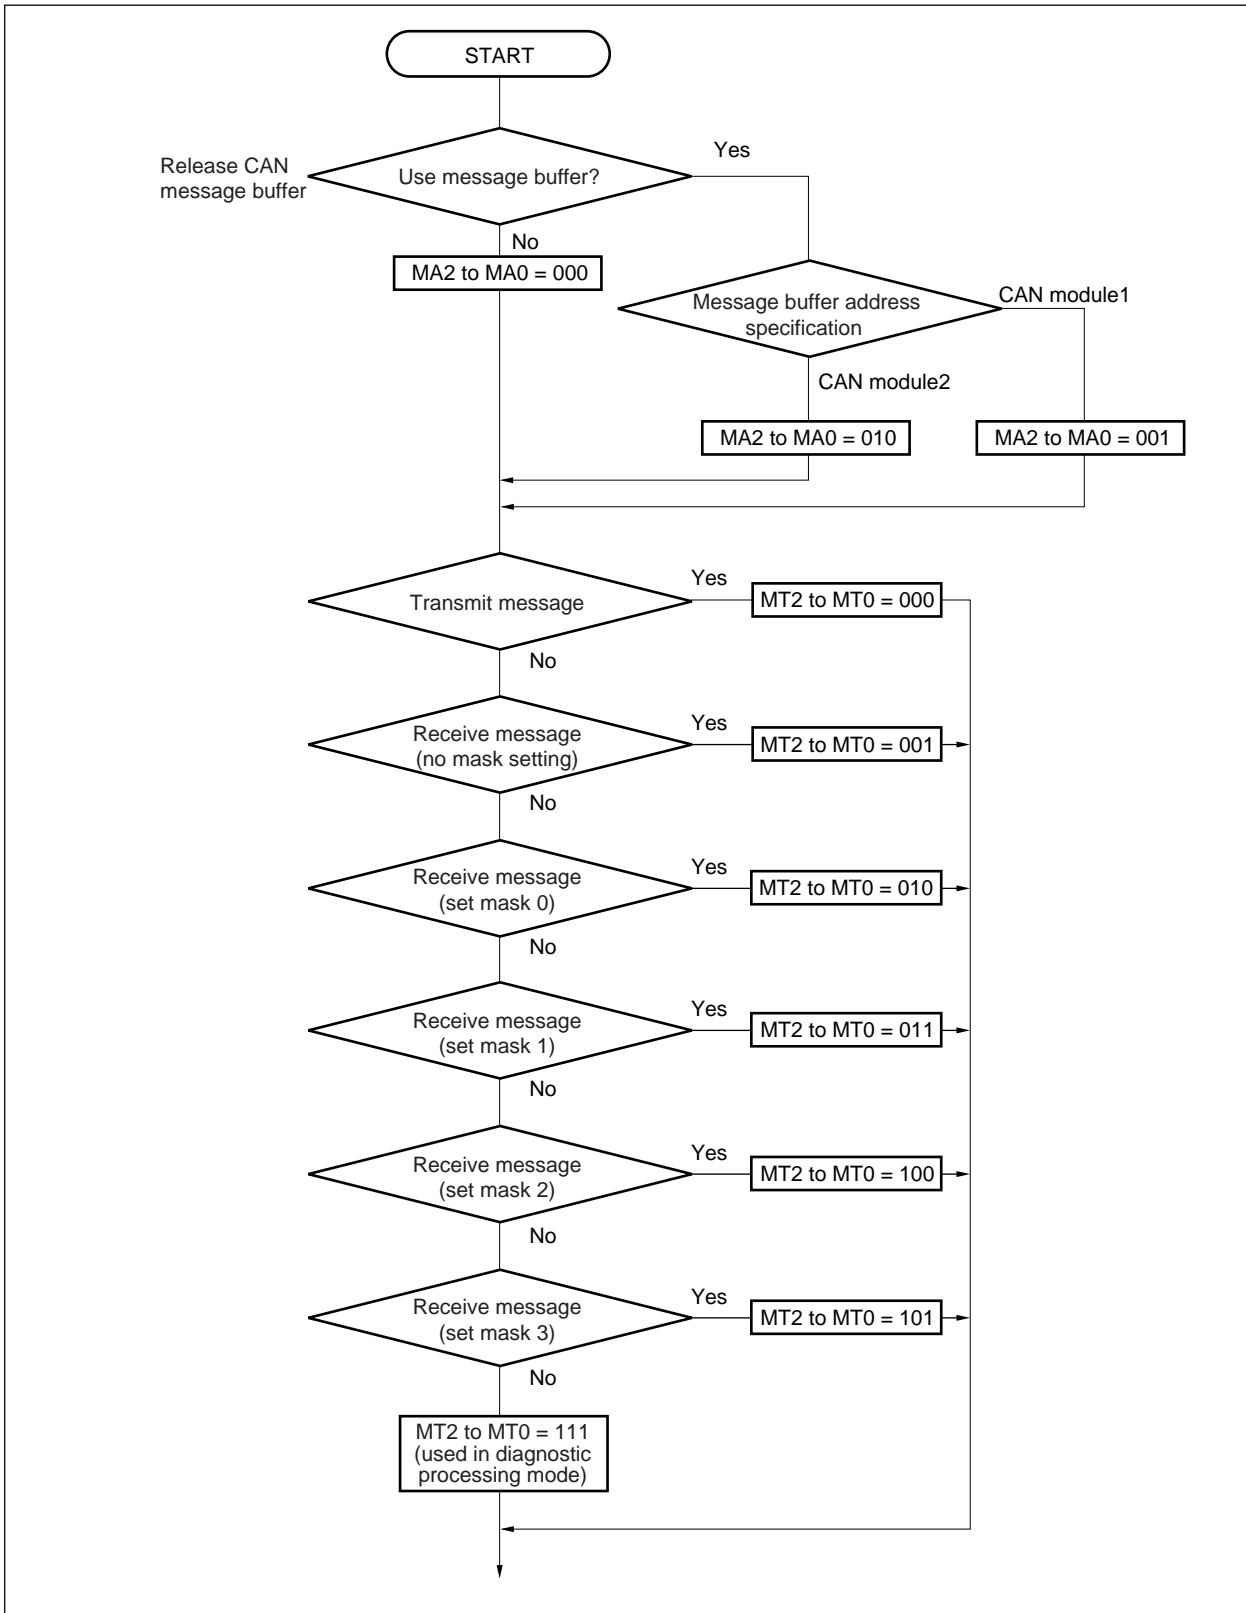 START
Yes
Release CAN
message buffer
Use message buffer?
No
MA2 to MA0 = 000
Message buffer address
specification
CAN module1
CAN module2
MA2 to MA0 = 010
MA2 to MA0 = 001
Transmit message
Yes
MT2 to MT0 = 000
No
Receive message
(no mask setting)
Yes
MT2 to MT0 = 001
No
Receive message
(set mask 0)
Yes
MT2 to MT0 = 010
No
Receive message
(set mask 1)
Yes
MT2 to MT0 = 011
No
Receive message
(set mask 2)
Yes
MT2 to MT0 = 100
No
Receive message
(set mask 3)
Yes
MT2 to MT0 = 101
No
MT2 to MT0 = 111
(used in diagnostic
processing mode)